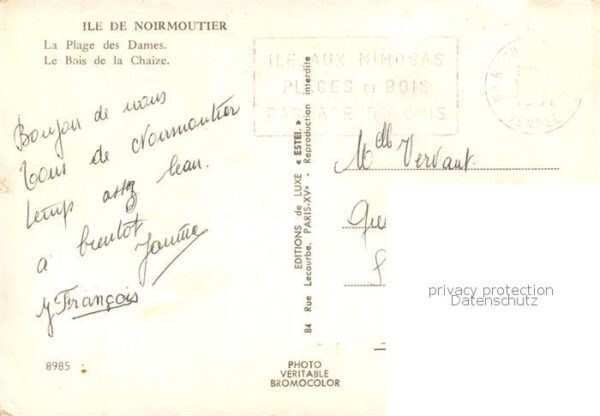 ILE DE NOIRMOUTIER
La Plage des Dames.
Le Bois de la Chaize.
ILE AUX MIMOSAS
PLAGES ET BOIS
PASSAGE DU GOIS
Bonjour de nous
tous de Noirmoutier
temps assez beau.
à bientôt
François
Melle Vervant
EDITIONS de LUXE « ESTEL »
84 Rue Lecourbe. PARIS-XVe - Reproduction interdite
privacy protection
Datenschutz
8985
PHOTO
VERITABLE
BROMOCOLOR